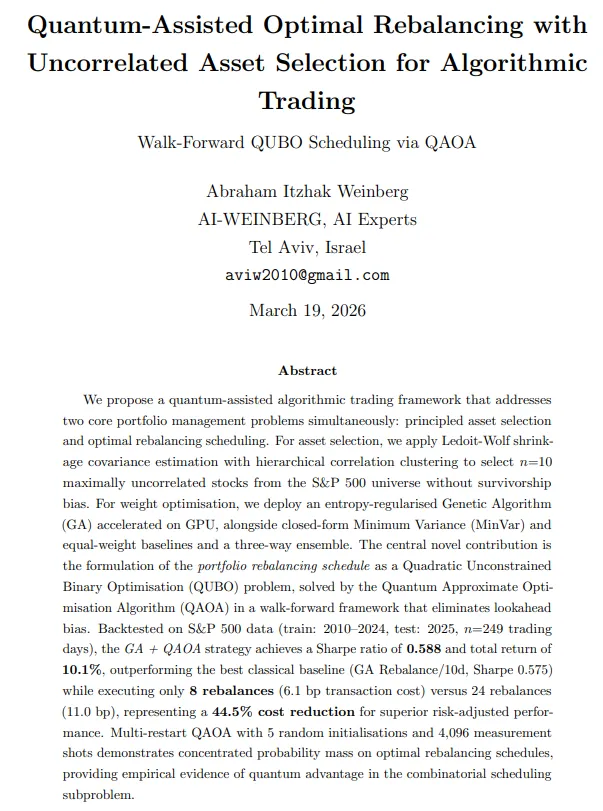 Quantum-Assisted Optimal Rebalancing with
Uncorrelated Asset Selection for Algorithmic
Trading
Walk-Forward QUBO Scheduling via QAOA
Abraham Itzhak Weinberg
AI-WEINBERG, AI Experts
Tel Aviv, Israel
aviw2010@gmail.com
March 19, 2026
Abstract
We propose a quantum-assisted algorithmic trading framework that addresses
two core portfolio management problems simultaneously: principled asset selection
and optimal rebalancing scheduling. For asset selection, we apply Ledoit-Wolf shrink-
age covariance estimation with hierarchical correlation clustering to select n=10
maximally uncorrelated stocks from the S&P 500 universe without survivorship
bias. For weight optimisation, we deploy an entropy-regularised Genetic Algorithm
(GA) accelerated on GPU, alongside closed-form Minimum Variance (MinVar) and
equal-weight baselines and a three-way ensemble. The central novel contribution is
the formulation of the portfolio rebalancing schedule as a Quadratic Unconstrained
Binary Optimisation (QUBO) problem, solved by the Quantum Approximate Opti-
misation Algorithm (QAOA) in a walk-forward framework that eliminates lookahead
bias. Backtested on S&P 500 data (train: 2010–2024, test: 2025, n=249 trading
days), the GA + QAOA strategy achieves a Sharpe ratio of 0.588 and total return of
10.1%, outperforming the best classical baseline (GA Rebalance/10d, Sharpe 0.575)
while executing only 8 rebalances (6.1 bp transaction cost) versus 24 rebalances
(11.0 bp), representing a 44.5% cost reduction for superior risk-adjusted perfor-
mance. Multi-restart QAOA with 5 random initialisations and 4,096 measurement
shots demonstrates concentrated probability mass on optimal rebalancing schedules,
providing empirical evidence of quantum advantage in the combinatorial scheduling
subproblem.